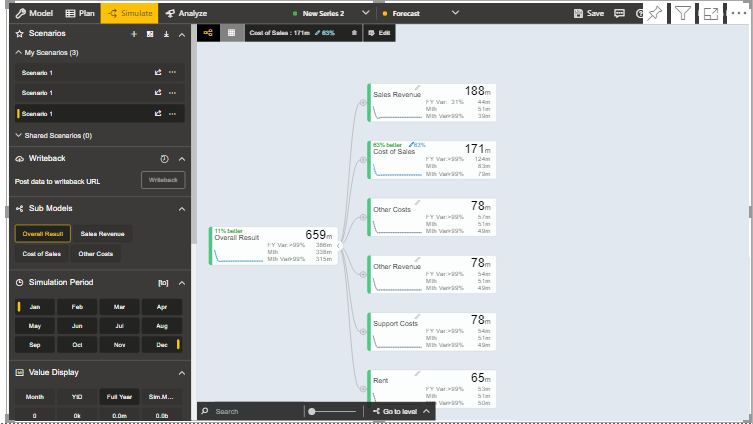 Model Plan Simulate Analyze New Series 2 Forecast Save
Scenarios
My Scenarios (3)
Scenario 1
Scenario 1
Scenario 1
Shared Scenarios (0)
Writeback
Post data to writeback URL Writeback
Sub Models
Overall Result Sales Revenue
Cost of Sales Other Costs
Simulation Period [to]
Jan Feb Mar Apr
May Jun Jul Aug
Sep Oct Nov Dec
Value Display
Month YTD Full Year Sim.M...
0 0k 0.0m 0.0b
Cost of Sales : 171m 63% Edit
11% better
Overall Result 659m
FY Var.>99% 386m
Mth 338m
Mth Var>99% 315m
Sales Revenue 188m
FY Var. 31% 44m
Mth 51m
Mth Var>99% 39m
63% better 63%
Cost of Sales 171m
FY Var.>99% 124m
Mth 83m
Mth Var>99% 79m
Other Costs 78m
FY Var.>99% 57m
Mth 51m
Mth Var>99% 49m
Other Revenue 78m
FY Var.>99% 54m
Mth 51m
Mth Var>99% 49m
Support Costs 78m
FY Var.>99% 54m
Mth 51m
Mth Var>99% 49m
Rent 65m
FY Var.>99% 53m
Mth 51m
Mth Var>99% 50m
Search Go to level